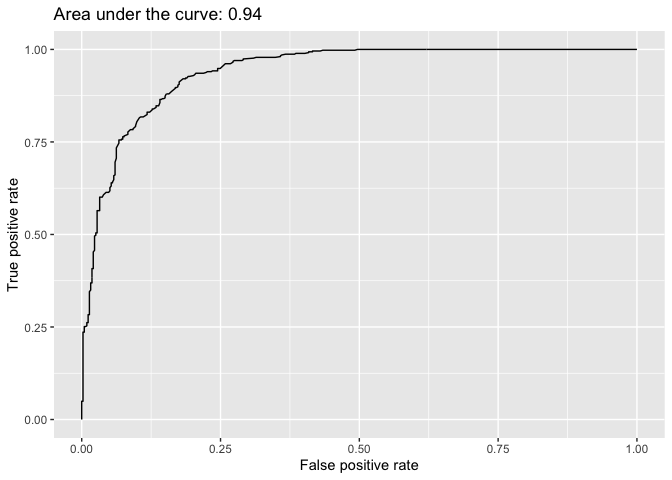 Area under the curve: 0.94
True positive rate
1.00
0.75
0.50
0.25
0.00
0.00 0.25 0.50 0.75 1.00
False positive rate